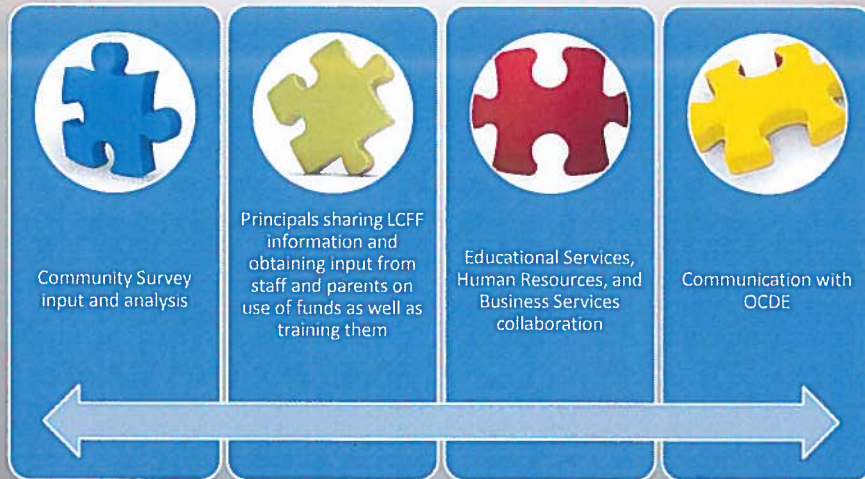 Community Survey
input and analysis
Principals sharing LCFF
information and
obtaining input from
staff and parents on
use of funds as well as
training them
Educational Services,
Human Resources, and
Business Services
collaboration
Communication with
OCDE